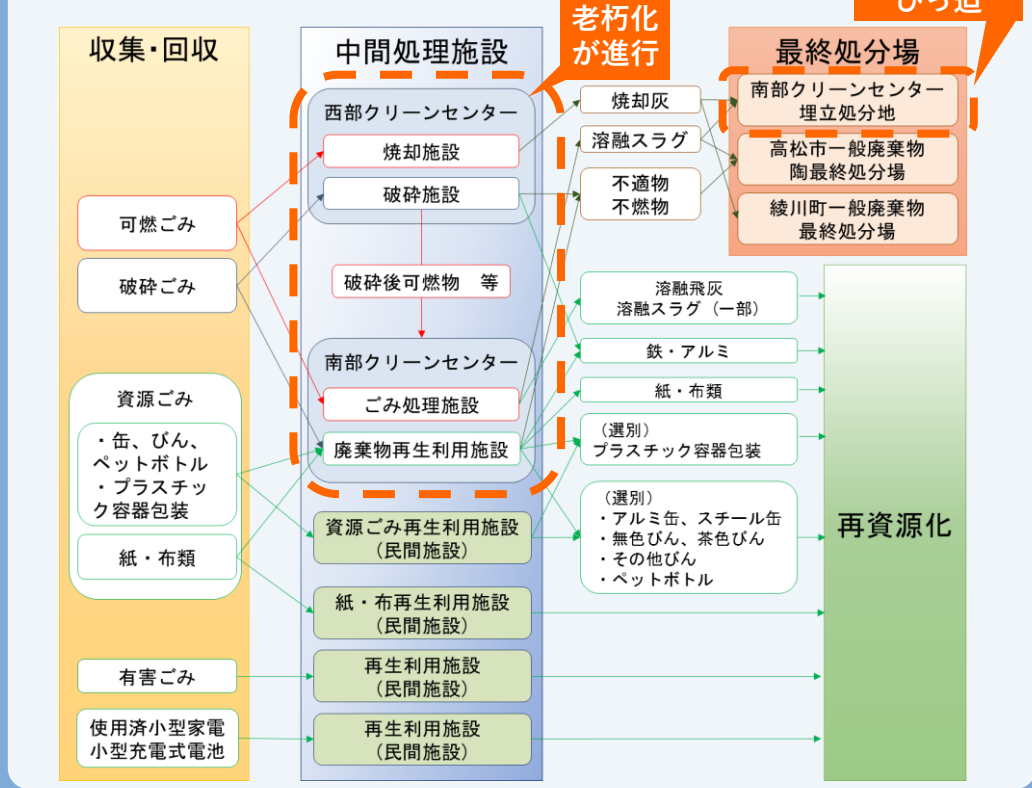 老朽化
が進行
ひっ迫
収集・回収
中間処理施設
最終処分場
西部クリーンセンター
焼却施設
破砕施設
破砕後可燃物　等
南部クリーンセンター
ごみ処理施設
廃棄物再生利用施設
可燃ごみ
破砕ごみ
資源ごみ
・缶、びん、
ペットボトル
・プラスチッ
ク容器包装
紙・布類
有害ごみ
使用済小型家電
小型充電式電池
資源ごみ再生利用施設
（民間施設）
紙・布再生利用施設
（民間施設）
再生利用施設
（民間施設）
再生利用施設
（民間施設）
焼却灰
溶融スラグ
不適物
不燃物
南部クリーンセンター
埋立処分地
高松市一般廃棄物
陶最終処分場
綾川町一般廃棄物
最終処分場
溶融飛灰
溶融スラグ（一部）
鉄・アルミ
紙・布類
（選別）
プラスチック容器包装
（選別）
・アルミ缶、スチール缶
・無色びん、茶色びん
・その他びん
・ペットボトル
再資源化